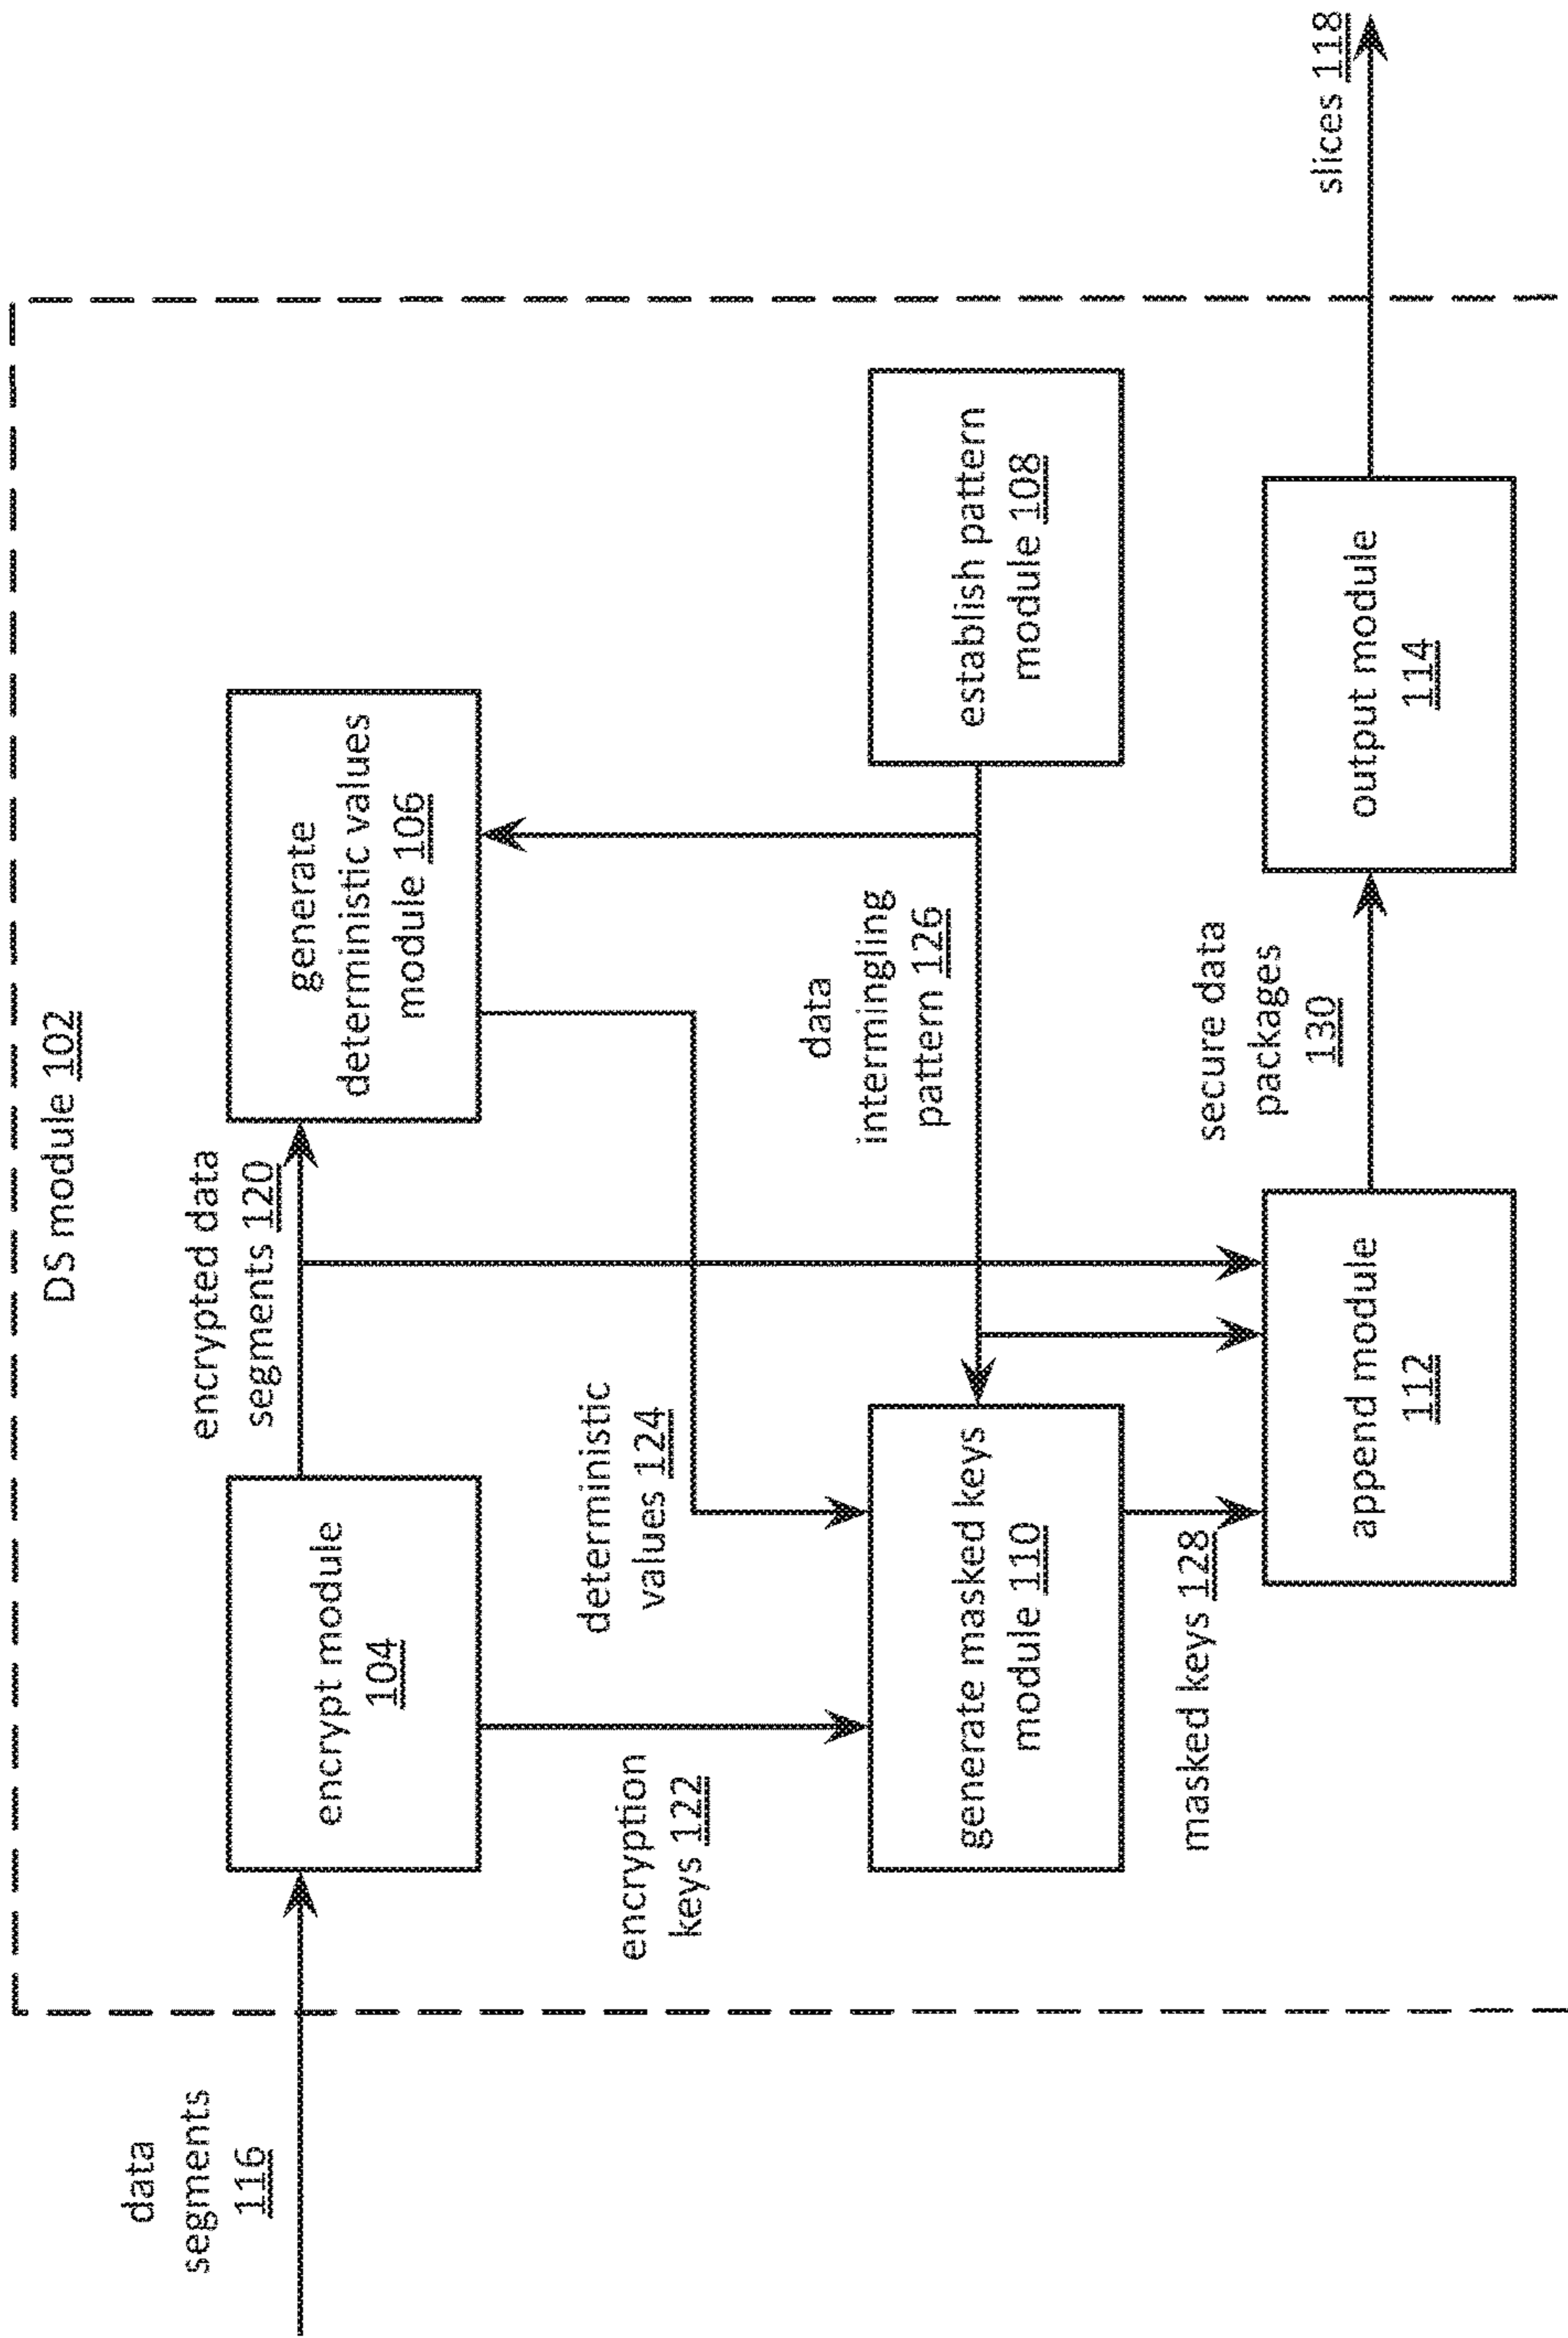 DS module 102
data
segments
116
encrypt module
104
encrypted data
segments 120
generate
deterministic values
module 106
encryption
keys 122
deterministic
values 124
data
intermingling
pattern 126
generate masked keys
module 110
establish pattern
module 108
masked keys 128
secure data
packages
130
append module
112
output module
114
slices 118